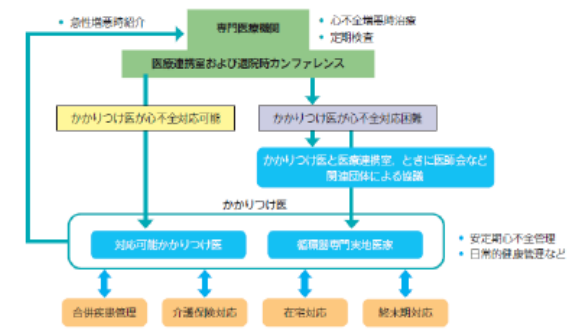 • 急性増悪時紹介
専門医療機関
• 心不全増悪時治療
• 定期検査
医療連携室および退院時カンファレンス
かかりつけ医が心不全対応可能
かかりつけ医が心不全対応困難
かかりつけ医と医療連携室，ときに医師会など
関連団体による協議
かかりつけ医
対応可能かかりつけ医
循環器専門実地医家
• 安定期心不全管理
• 日常的健康管理など
合併疾患管理
介護保険対応
在宅対応
終末期対応